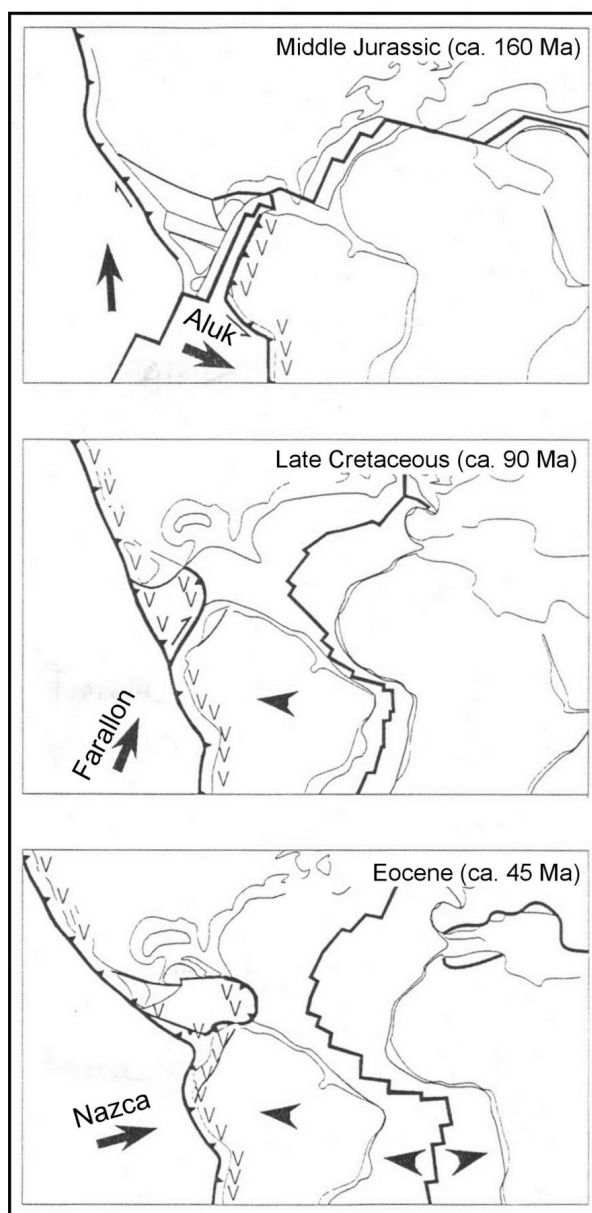 Middle Jurassic (ca. 160 Ma)
Aluk
Late Cretaceous (ca. 90 Ma)
Farallon
Eocene (ca. 45 Ma)
Nazca